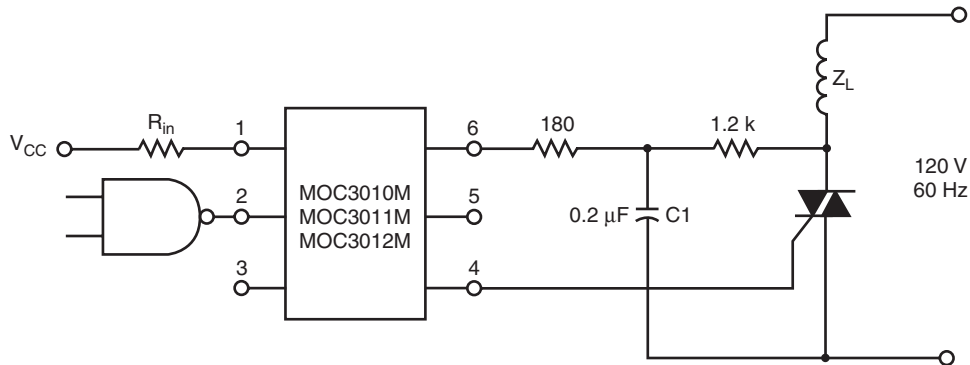 V_CC
R_in
1
MOC3010M
MOC3011M
MOC3012M
2
3
6
5
4
180
1.2 k
0.2 μF
C1
Z_L
120 V
60 Hz